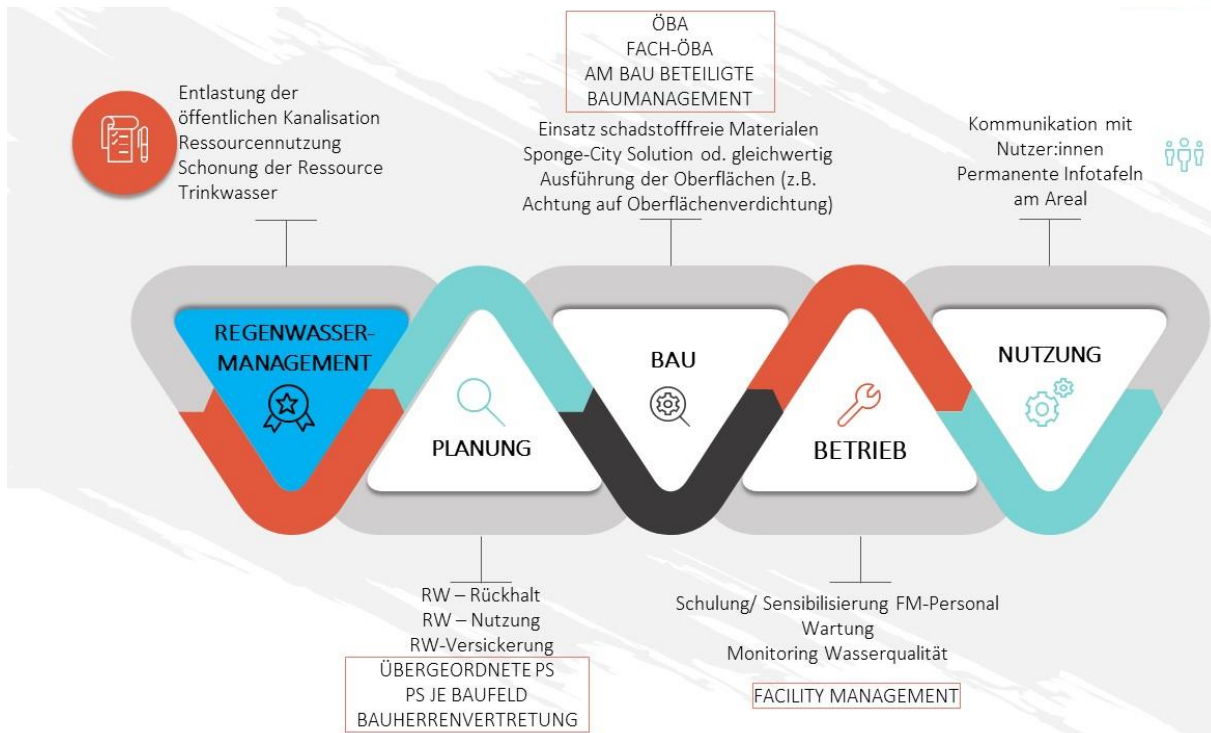 ÖBA
FACH-ÖBA
AM BAU BETEILIGTE
BAUMANAGEMENT
Entlastung der
öffentlichen Kanalisation
Ressourcennutzung
Schonung der Ressource
Trinkwasser
Einsatz schadstofffreie Materialen
Sponge-City Solution od. gleichwertig
Ausführung der Oberflächen (z.B.
Achtung auf Oberflächenverdichtung)
Kommunikation mit
Nutzer:innen
Permanente Infotafeln
am Areal
REGENWASSER-
MANAGEMENT
PLANUNG
BAU
BETRIEB
NUTZUNG
RW – Rückhalt
RW – Nutzung
RW-Versickerung
ÜBERGEORDNETE PS
PS JE BAUFELD
BAUHERRENVERTRETUNG
Schulung/ Sensibilisierung FM-Personal
Wartung
Monitoring Wasserqualität
FACILITY MANAGEMENT